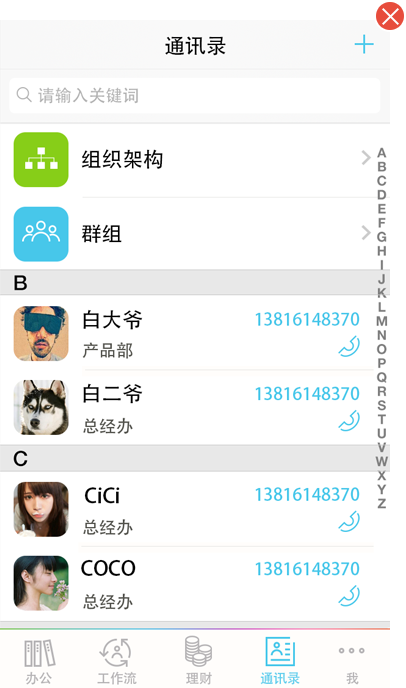 通讯录
请输入关键词
组织架构
群组
B
白大爷 13816148370
产品部
白二爷 13816148370
总经办
C
CiCi 13816148370
总经办
COCO 13816148370
总经办
A
B
C
D
E
F
G
H
I
J
K
L
M
N
O
P
Q
R
S
T
U
V
W
X
Y
Z
办公 工作流 理财 通讯录 我